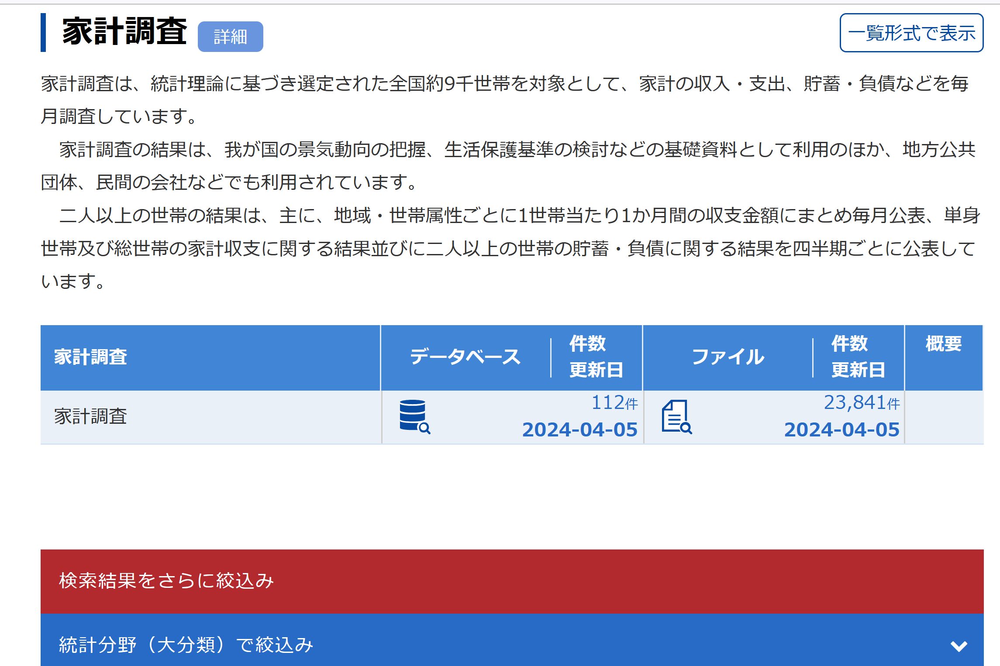 家計調査 詳細 一覧形式で表示
家計調査は、統計理論に基づき選定された全国約9千世帯を対象として、家計の収入・支出、貯蓄・負債などを毎
月調査しています。
　家計調査の結果は、我が国の景気動向の把握、生活保護基準の検討などの基礎資料として利用のほか、地方公共
団体、民間の会社などでも利用されています。
　二人以上の世帯の結果は、主に、地域・世帯属性ごとに1世帯当たり1か月間の収支金額にまとめ毎月公表、単身
世帯及び総世帯の家計収支に関する結果並びに二人以上の世帯の貯蓄・負債に関する結果を四半期ごとに公表して
います。
家計調査
データベース
件数
更新日
ファイル
件数
更新日
概要
家計調査
112件
2024-04-05
23,841件
2024-04-05
検索結果をさらに絞込み
統計分野（大分類）で絞込み